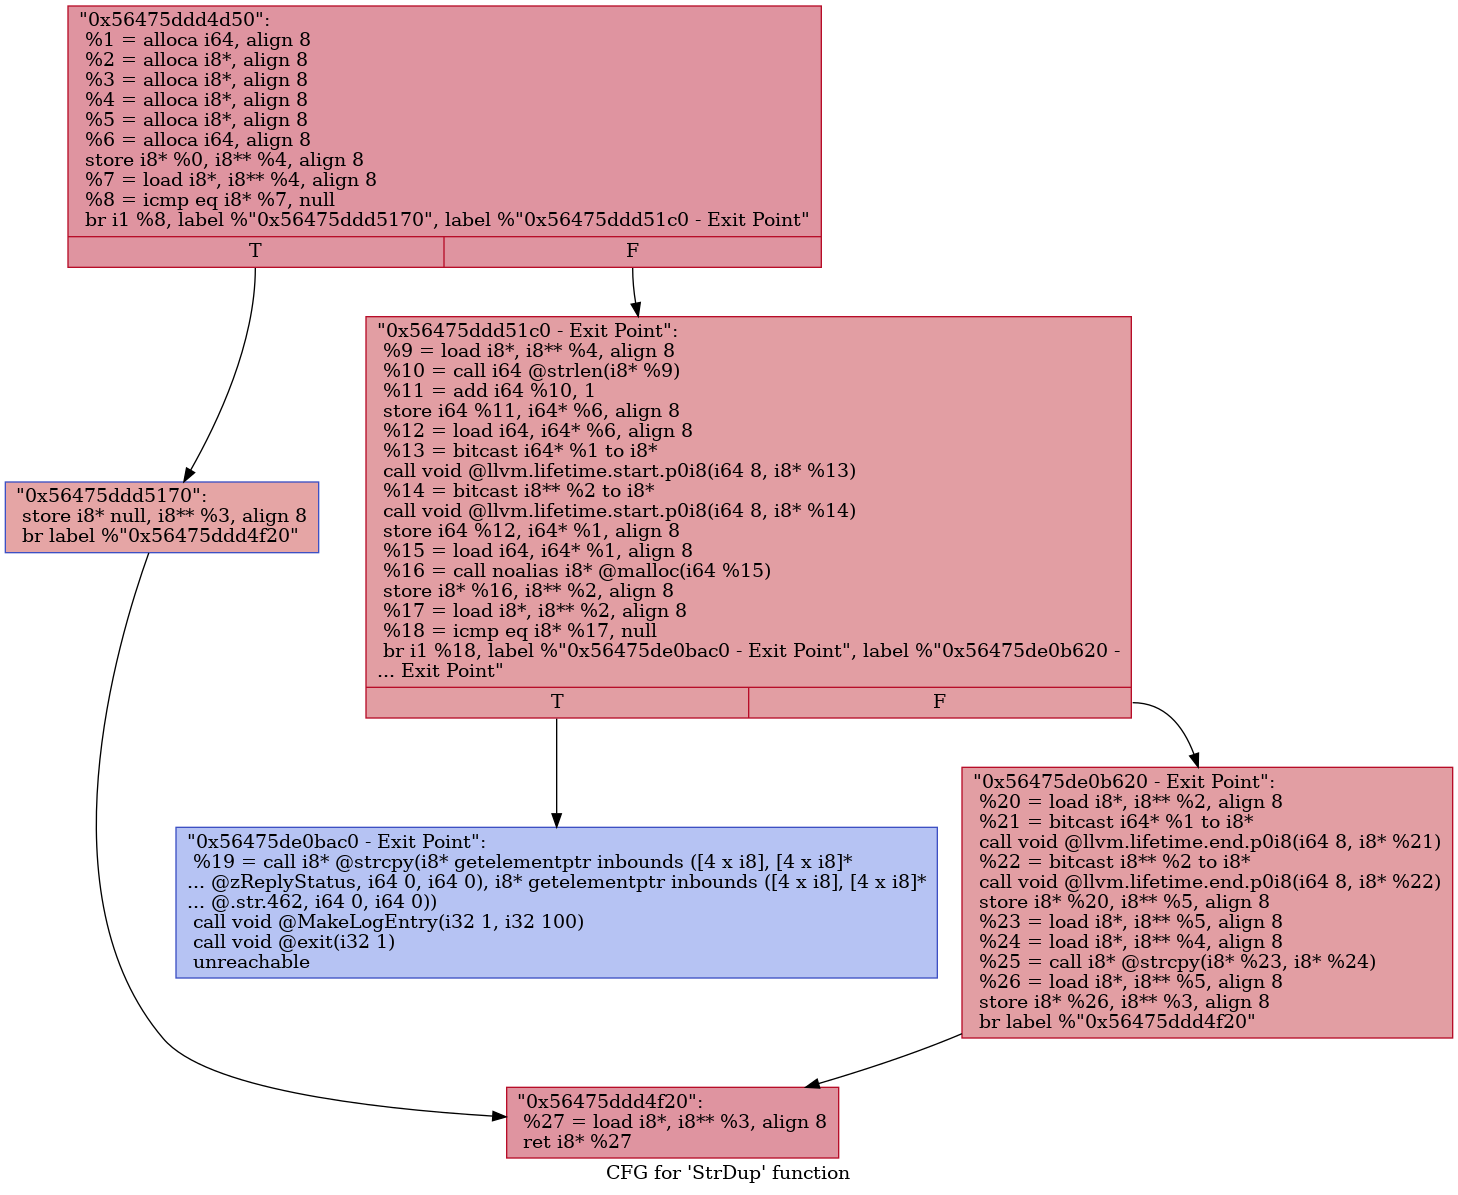 "0x56475ddd4d50":
%1 = alloca i64, align 8
%2 = alloca i8*, align 8
%3 = alloca i8*, align 8
%4 = alloca i8*, align 8
%5 = alloca i8*, align 8
%6 = alloca i64, align 8
store i8* %0, i8** %4, align 8
%7 = load i8*, i8** %4, align 8
%8 = icmp eq i8* %7, null
br i1 %8, label %"0x56475ddd5170", label %"0x56475ddd51c0 - Exit Point"
T
F
"0x56475ddd51c0 - Exit Point":
%9 = load i8*, i8** %4, align 8
%10 = call i64 @strlen(i8* %9)
%11 = add i64 %10, 1
store i64 %11, i64* %6, align 8
%12 = load i64, i64* %6, align 8
%13 = bitcast i64* %1 to i8*
call void @llvm.lifetime.start.p0i8(i64 8, i8* %13)
%14 = bitcast i8** %2 to i8*
call void @llvm.lifetime.start.p0i8(i64 8, i8* %14)
store i64 %12, i64* %1, align 8
%15 = load i64, i64* %1, align 8
%16 = call noalias i8* @malloc(i64 %15)
store i8* %16, i8** %2, align 8
%17 = load i8*, i8** %2, align 8
%18 = icmp eq i8* %17, null
br i1 %18, label %"0x56475de0bac0 - Exit Point", label %"0x56475de0b620 -
... Exit Point"
T
F
"0x56475ddd5170":
store i8* null, i8** %3, align 8
br label %"0x56475ddd4f20"
"0x56475de0bac0 - Exit Point":
%19 = call i8* @strcpy(i8* getelementptr inbounds ([4 x i8], [4 x i8]*
... @zReplyStatus, i64 0, i64 0), i8* getelementptr inbounds ([4 x i8], [4 x i8]*
... @.str.462, i64 0, i64 0))
call void @MakeLogEntry(i32 1, i32 100)
call void @exit(i32 1)
unreachable
"0x56475de0b620 - Exit Point":
%20 = load i8*, i8** %2, align 8
%21 = bitcast i64* %1 to i8*
call void @llvm.lifetime.end.p0i8(i64 8, i8* %21)
%22 = bitcast i8** %2 to i8*
call void @llvm.lifetime.end.p0i8(i64 8, i8* %22)
store i8* %20, i8** %5, align 8
%23 = load i8*, i8** %5, align 8
%24 = load i8*, i8** %4, align 8
%25 = call i8* @strcpy(i8* %23, i8* %24)
%26 = load i8*, i8** %5, align 8
store i8* %26, i8** %3, align 8
br label %"0x56475ddd4f20"
"0x56475ddd4f20":
%27 = load i8*, i8** %3, align 8
ret i8* %27
CFG for 'StrDup' function